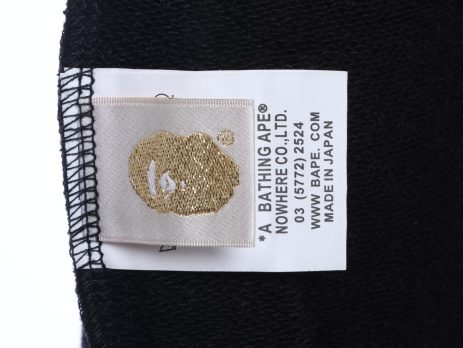 *A BATHING APE®
NOWHERE CO.,LTD.
03 (5772) 2524
WWW. BAPE. COM
MADE IN JAPAN